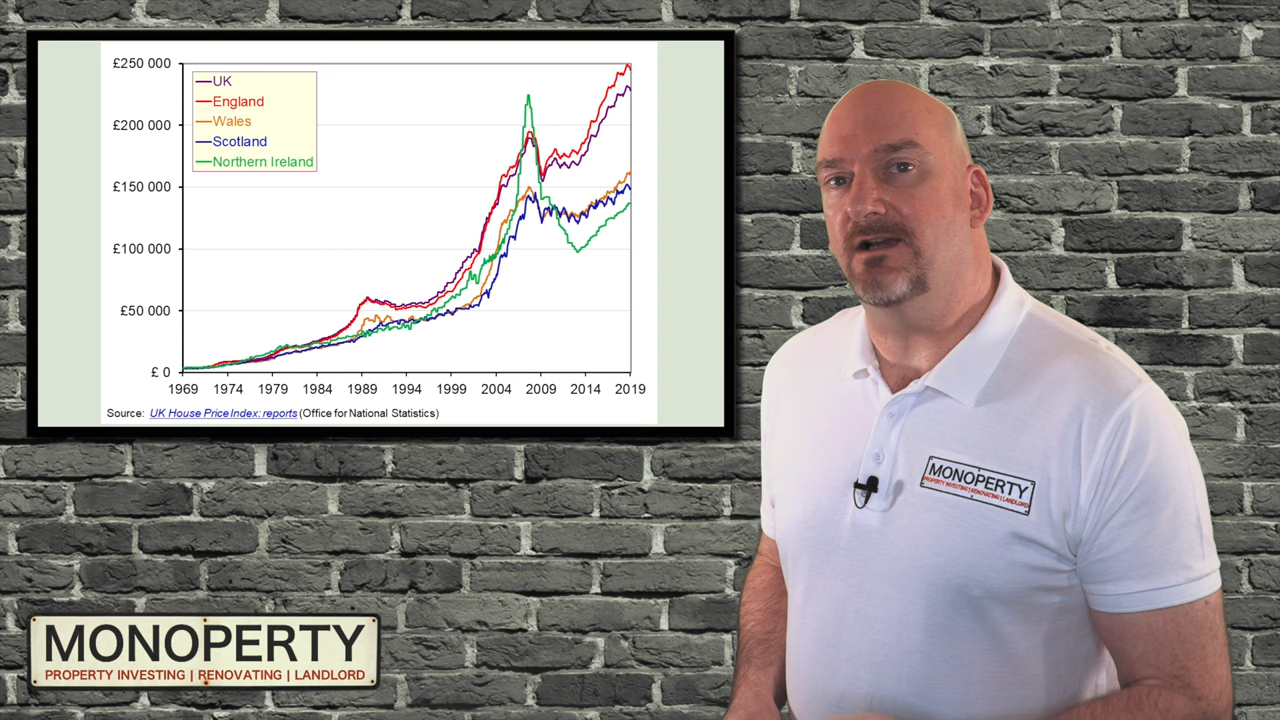 £250 000
£200 000
£150 000
£100 000
£50 000
£ 0
UK
England
Wales
Scotland
Northern Ireland
1969 1974 1979 1984 1989 1994 1999 2004 2009 2014 2019
Source: UK House Price Index: reports (Office for National Statistics)
MONOPERTY
PROPERTY INVESTING | RENOVATING | LANDLORD
MONOPERTY
PROPERTY INVESTING | RENOVATING | LANDLORD